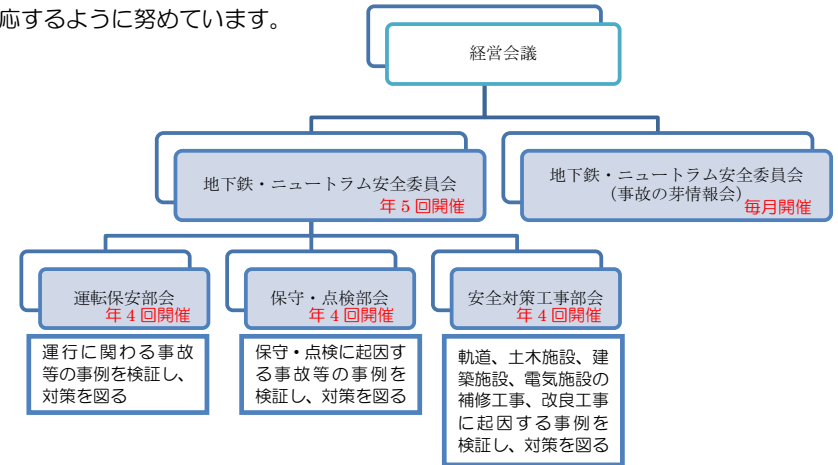 応するように努めています。
経営会議
地下鉄・ニュートラム安全委員会
年 5 回開催
地下鉄・ニュートラム安全委員会
(事故の芽情報会)
毎月開催
運転保安部会
年 4 回開催
保守・点検部会
年 4 回開催
安全対策工事部会
年 4 回開催
運行に関わる事故
等の事例を検証し、
対策を図る
保守・点検に起因す
る事故等の事例を
検証し、対策を図る
軌道、土木施設、建
築施設、電気施設の
補修工事、改良工事
に起因する事例を
検証し、対策を図る